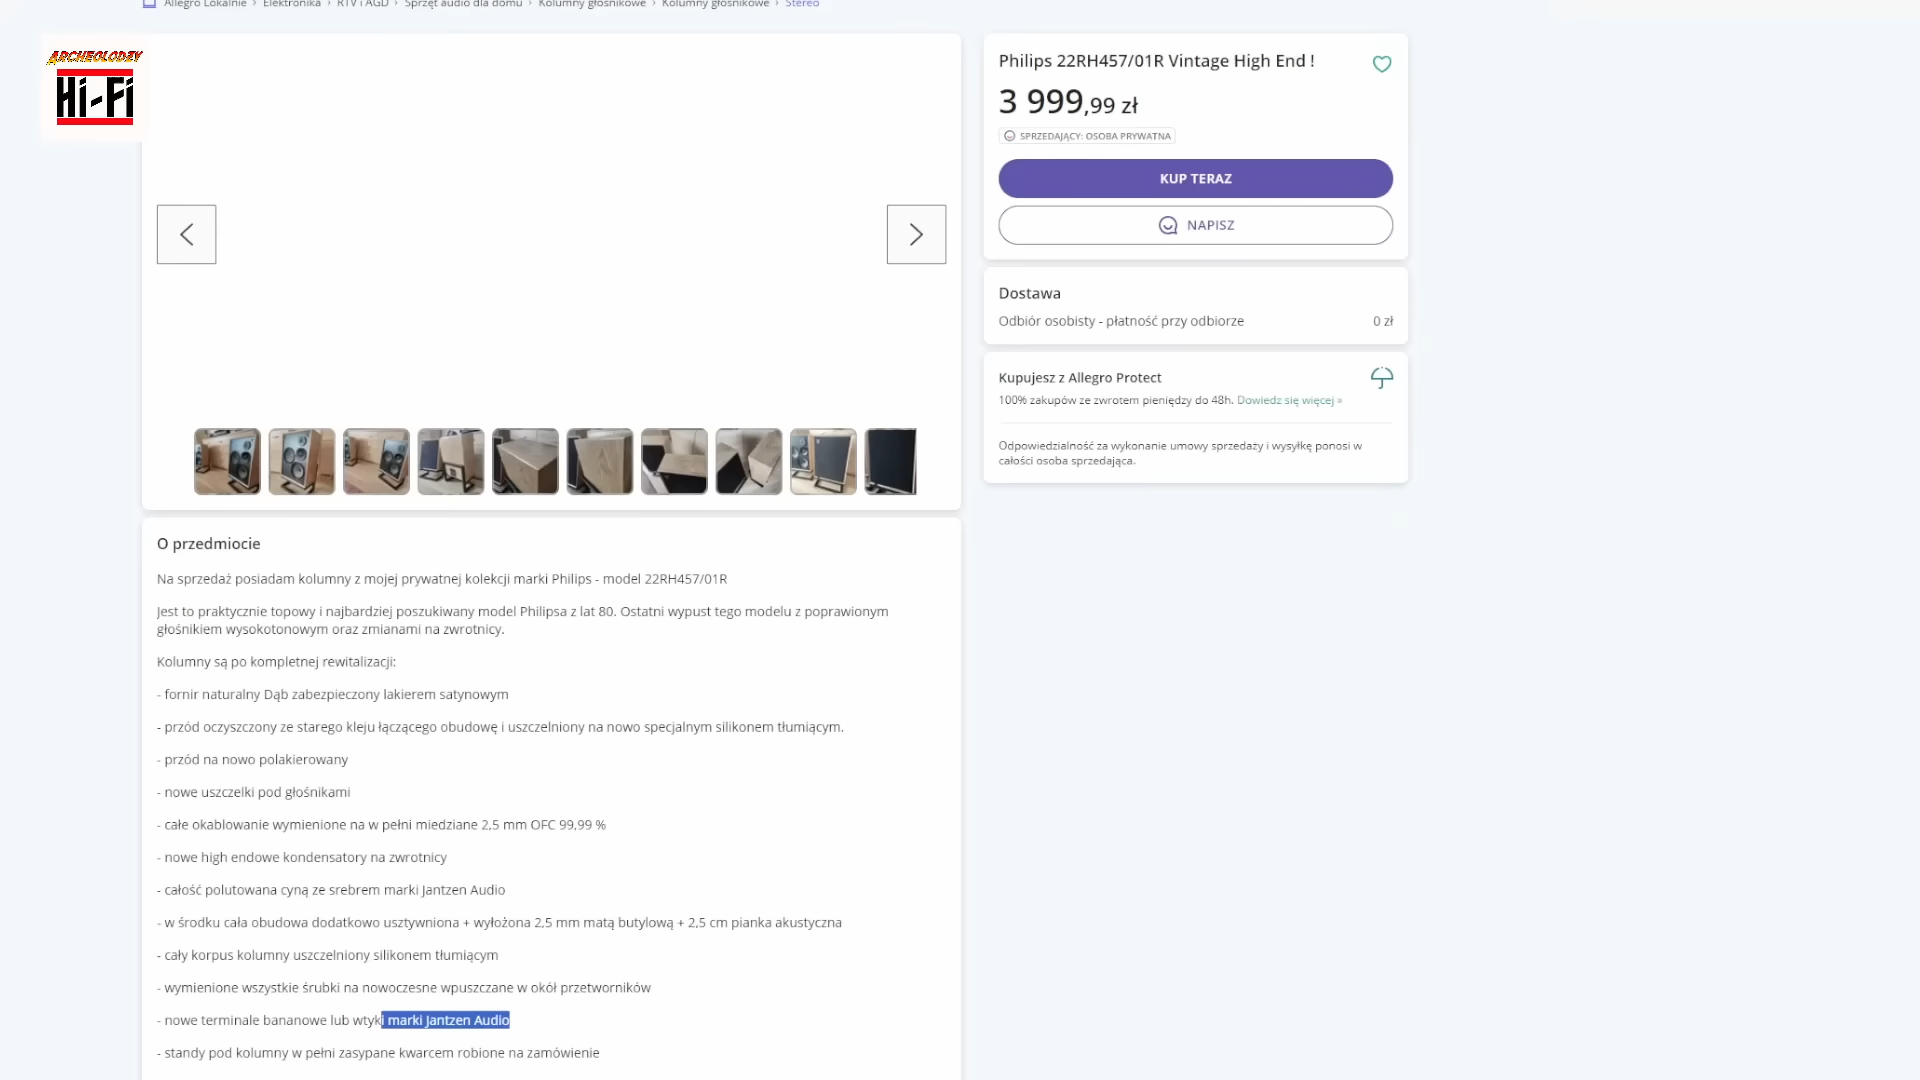 Allegro Lokalnie › Elektronika › RTV i AGD › Sprzęt audio dla domu › Kolumny głośnikowe › Kolumny głośnikowe › Stereo
ARCHEOLODZY
Hi-Fi
Philips 22RH457/01R Vintage High End !
3 999,99 zł
SPRZEDAJĄCY: OSOBA PRYWATNA
KUP TERAZ
NAPISZ
Dostawa
Odbiór osobisty - płatność przy odbiorze 0 zł
Kupujesz z Allegro Protect
100% zakupów ze zwrotem pieniędzy do 48h. Dowiedz się więcej »
Odpowiedzialność za wykonanie umowy sprzedaży i wysyłkę ponosi w
całości osoba sprzedająca.
O przedmiocie
Na sprzedaż posiadam kolumny z mojej prywatnej kolekcji marki Philips - model 22RH457/01R
Jest to praktycznie topowy i najbardziej poszukiwany model Philipsa z lat 80. Ostatni wypust tego modelu z poprawionym
głośnikiem wysokotonowym oraz zmianami na zwrotnicy.
Kolumny są po kompletnej rewitalizacji:
- fornir naturalny Dąb zabezpieczony lakierem satynowym
- przód oczyszczony ze starego kleju łączącego obudowę i uszczelniony na nowo specjalnym silikonem tłumiącym.
- przód na nowo polakierowany
- nowe uszczelki pod głośnikami
- całe okablowanie wymienione na w pełni miedziane 2,5 mm OFC 99,99 %
- nowe high endowe kondensatory na zwrotnicy
- całość polutowana cyną ze srebrem marki Jantzen Audio
- w środku cała obudowa dodatkowo usztywniona + wyłożona 2,5 mm matą butylową + 2,5 cm pianka akustyczna
- cały korpus kolumny uszczelniony silikonem tłumiącym
- wymienione wszystkie śrubki na nowoczesne wpuszczane w okół przetworników
- nowe terminale bananowe lub wtyki marki Jantzen Audio
- standy pod kolumny w pełni zasypane kwarcem robione na zamówienie